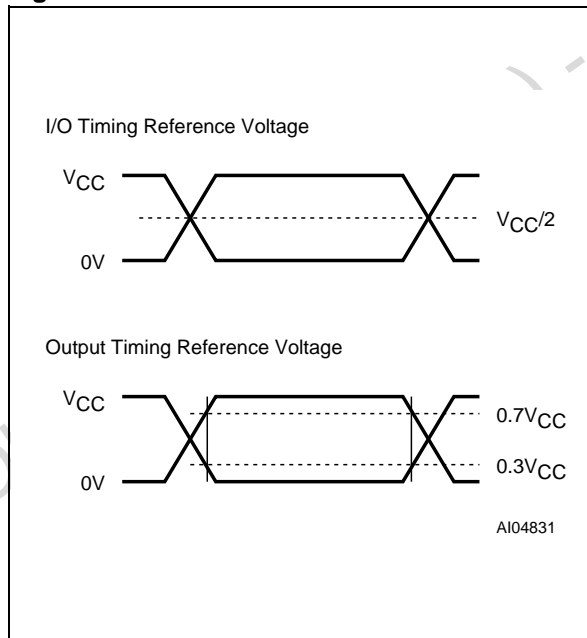 I/O Timing Reference Voltage
VCC
VCC/2
0V
Output Timing Reference Voltage
VCC
0.7VCC
0.3VCC
0V
AI04831